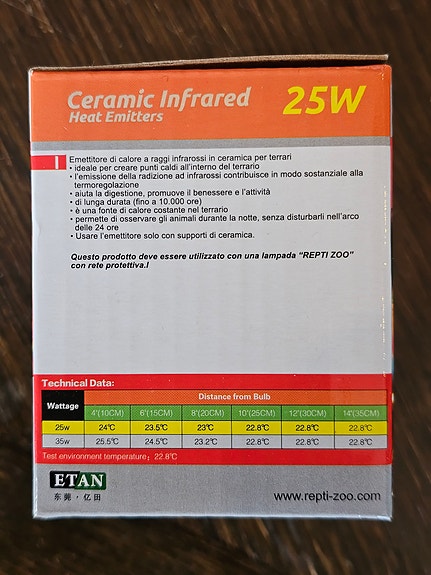 Ceramic Infrared
Heat Emitters
25W
I
Emettitore di calore a raggi infrarossi in ceramica per terrari
• ideale per creare punti caldi all'interno del terrario
• l'emissione della radizione ad infrarossi contribuisce in modo sostanziale alla
termoregolazione
• aiuta la digestione, promuove il benessere e l'attività
• di lunga durata (fino a 10.000 ore)
• è una fonte di calore costante nel terrario
• permette di osservare gli animali durante la notte, senza disturbarli nell'arco
delle 24 ore
• Usare l'emettitore solo con supporti di ceramica.
Questo prodotto deve essere utilizzato con una lampada "REPTI ZOO"
con rete protettiva.I
Technical Data:
Wattage Distance from Bulb
4'(10CM) 6'(15CM) 8'(20CM) 10'(25CM) 12'(30CM) 14'(35CM)
25w 24℃ 23.5℃ 23℃ 22.8℃ 22.8℃ 22.8℃
35w 25.5℃ 24.5℃ 23.2℃ 22.8℃ 22.8℃ 22.8℃
Test environment temperature: 22.8℃
ETAN
东莞·亿田
www.repti-zoo.com